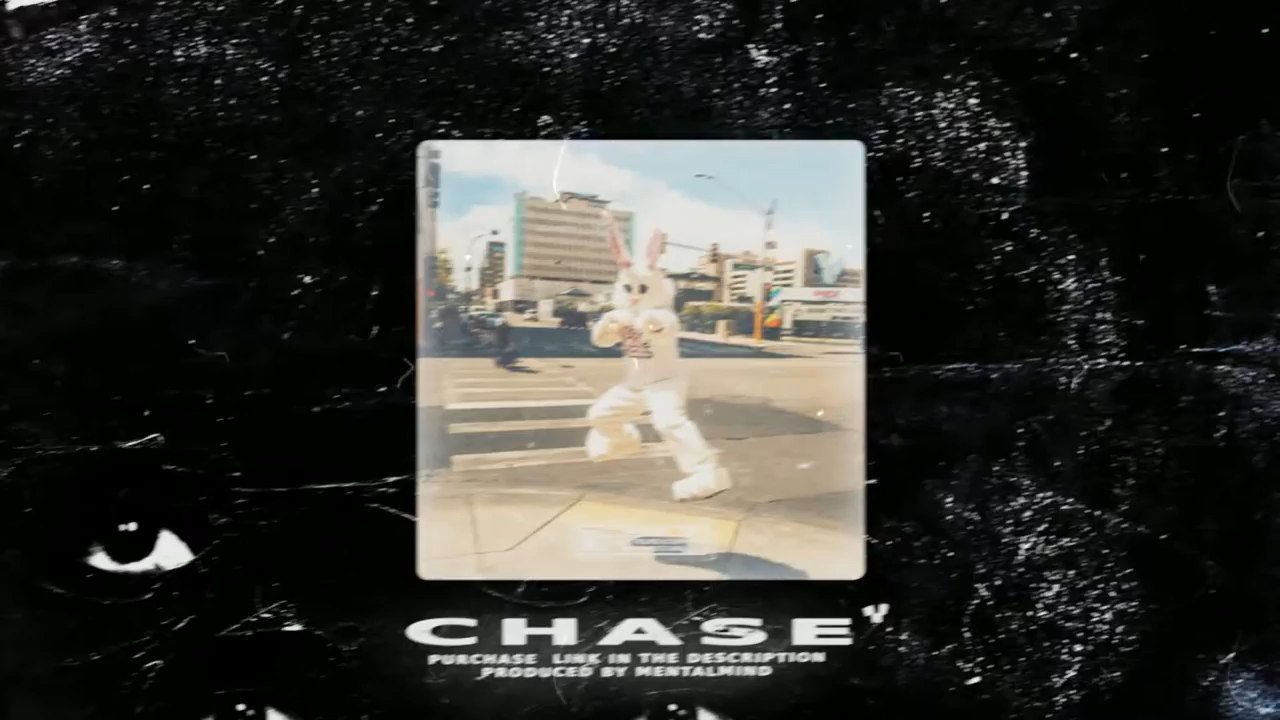 CHASE
PURCHASE LINK IN THE DESCRIPTION
PRODUCED BY MENTALMIND